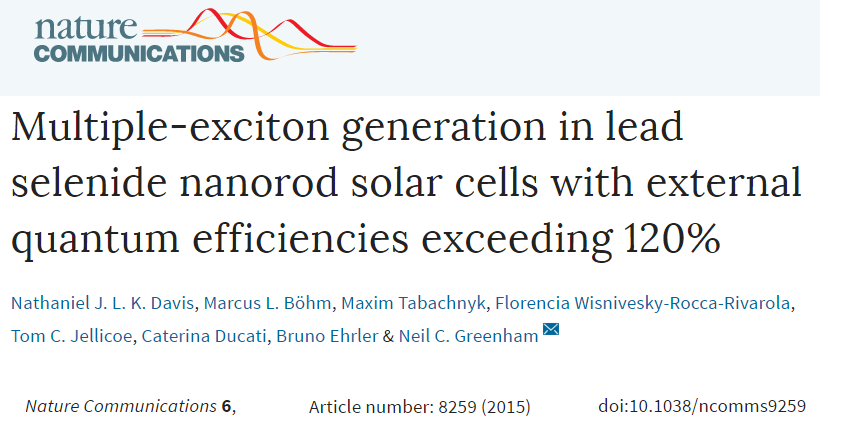 nature
COMMUNICATIONS
Multiple-exciton generation in lead
selenide nanorod solar cells with external
quantum efficiencies exceeding 120%
Nathaniel J. L. K. Davis, Marcus L. Böhm, Maxim Tabachnyk, Florencia Wisnivesky-Rocca-Rivarola,
Tom C. Jellicoe, Caterina Ducati, Bruno Ehrler & Neil C. Greenham
Nature Communications 6, Article number: 8259 (2015) doi:10.1038/ncomms9259